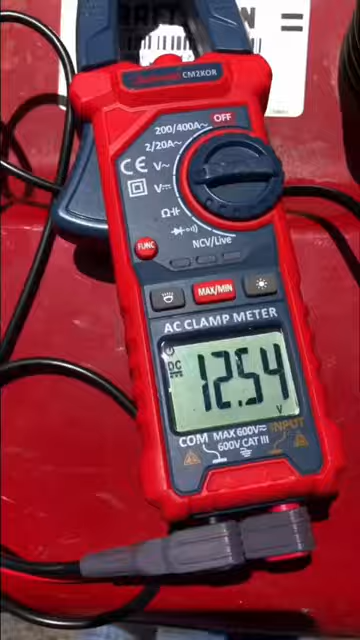 CM2KOR
200/400A~ OFF
2/20A~
CE V~
V⎓
Ω
NCV/Live
FUNC
MAX/MIN
AC CLAMP METER
DC
12.54
V
COM MAX 600V≂ INPUT
600V CAT III